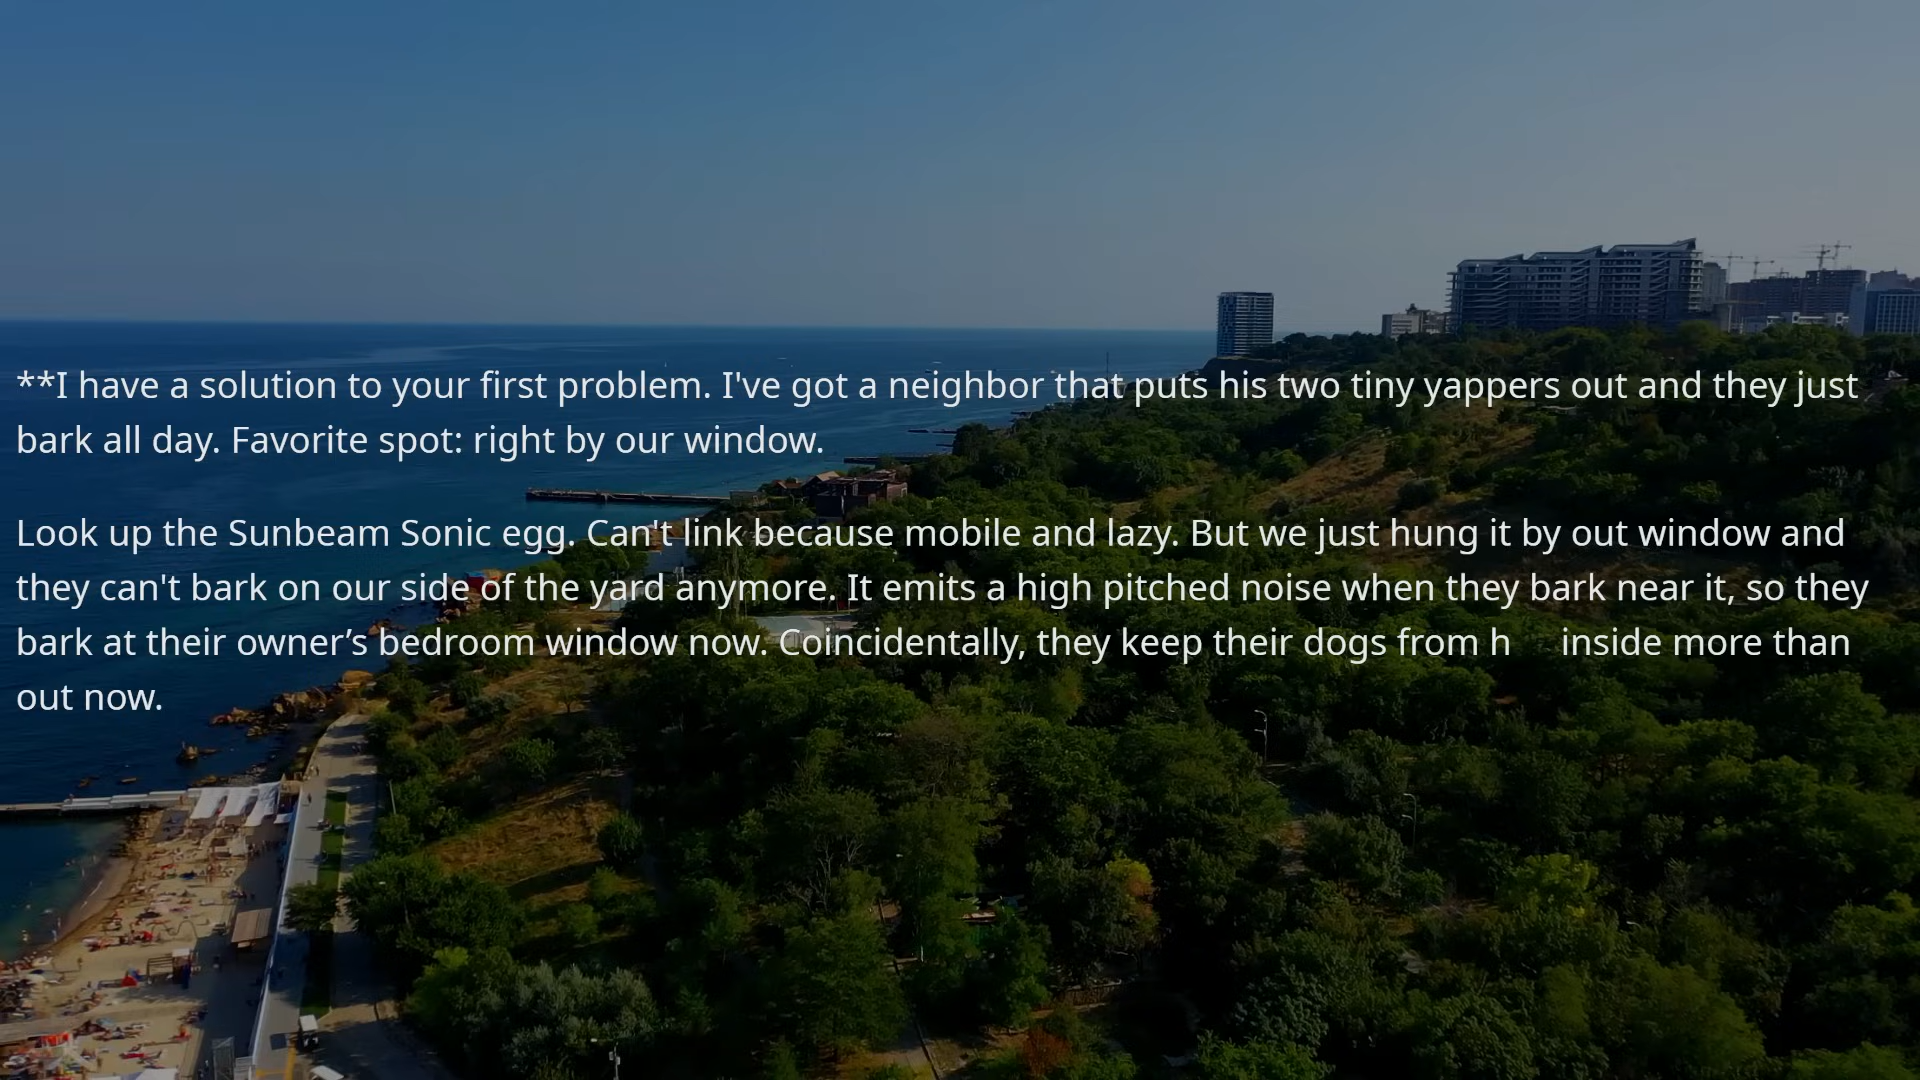 **I have a solution to your first problem. I've got a neighbor that puts his two tiny yappers out and they just
bark all day. Favorite spot: right by our window.
Look up the Sunbeam Sonic egg. Can't link because mobile and lazy. But we just hung it by out window and
they can't bark on our side of the yard anymore. It emits a high pitched noise when they bark near it, so they
bark at their owner’s bedroom window now. Coincidentally, they keep their dogs from h inside more than
out now.